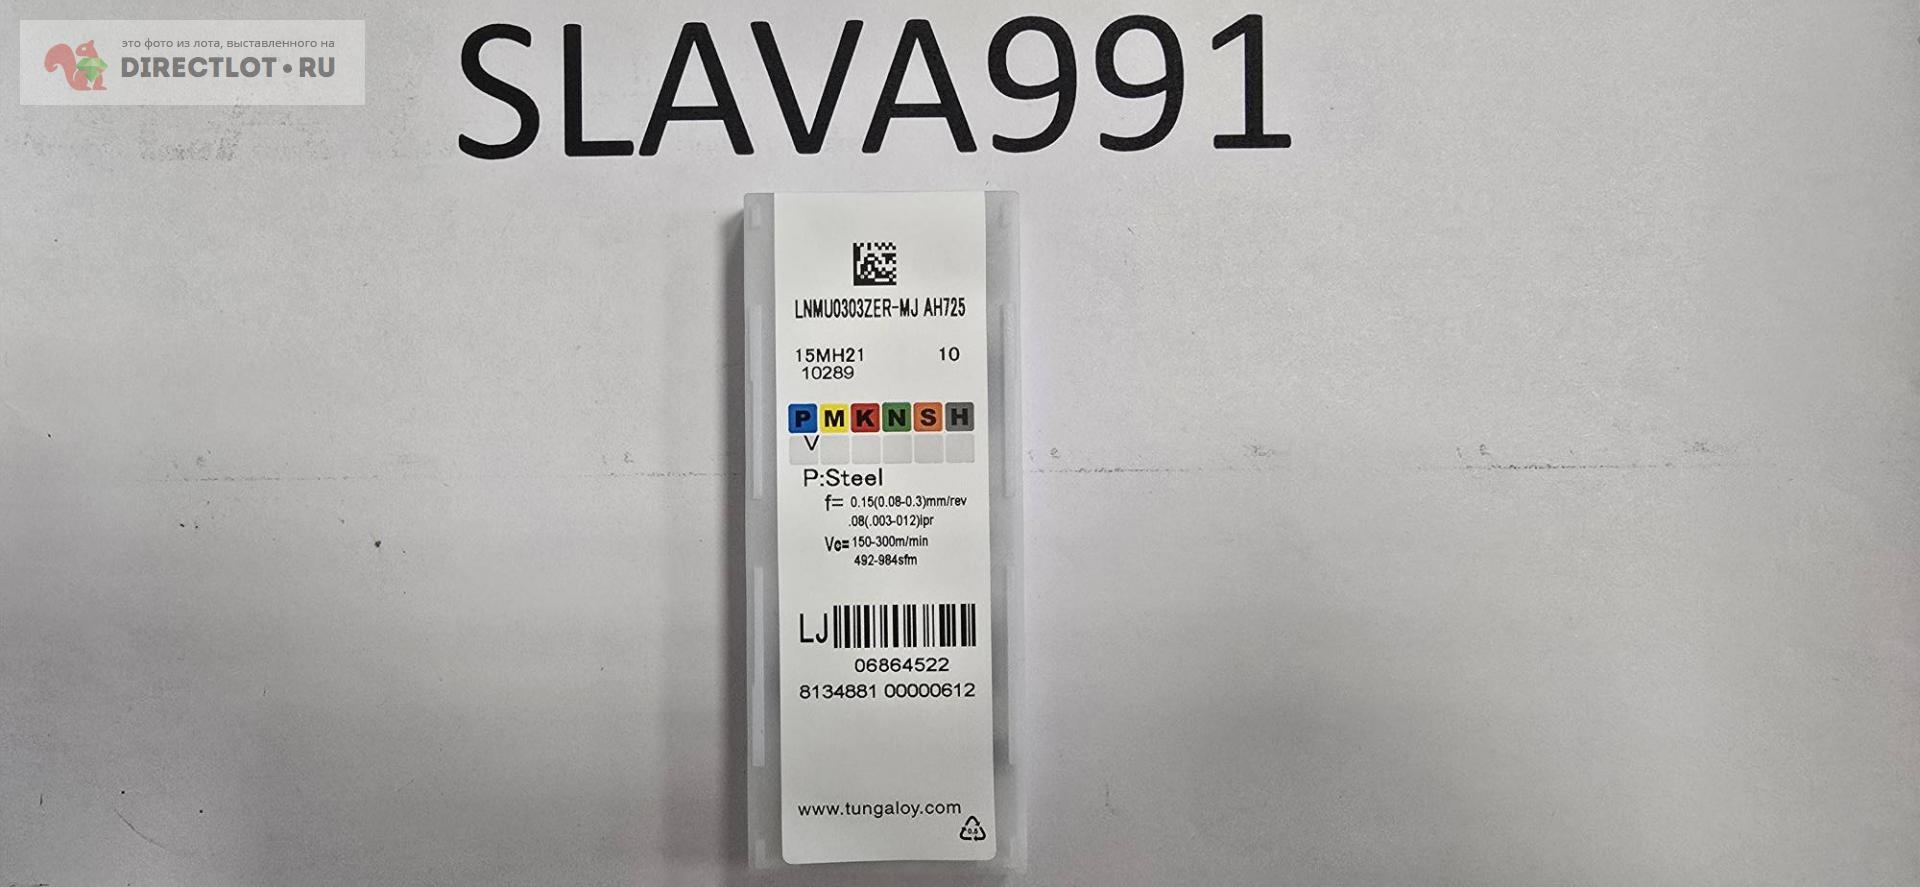 это фото из лота, выставленного на
DIRECTLOT•RU
SLAVA991
LNMU0303ZER-MJ AH725
15MH21 10
10289
P M K N S H
V
P:Steel
f= 0.15(0.08-0.3)mm/rev
.08(.003-012)ipr
Vc= 150-300m/min
492-984sfm
LJ
06864522
8134881 00000612
www.tungaloy.com